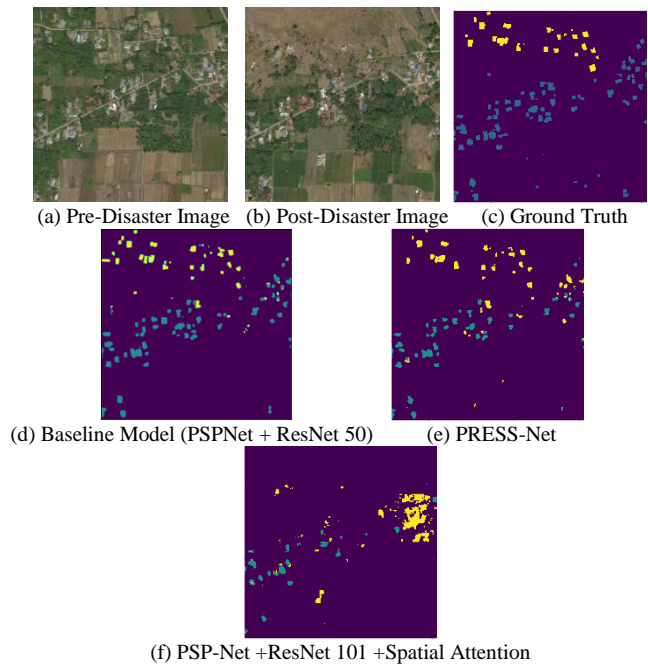 (a) Pre-Disaster Image (b) Post-Disaster Image (c) Ground Truth
(d) Baseline Model (PSPNet + ResNet 50) (e) PRESS-Net
(f) PSP-Net +ResNet 101 +Spatial Attention